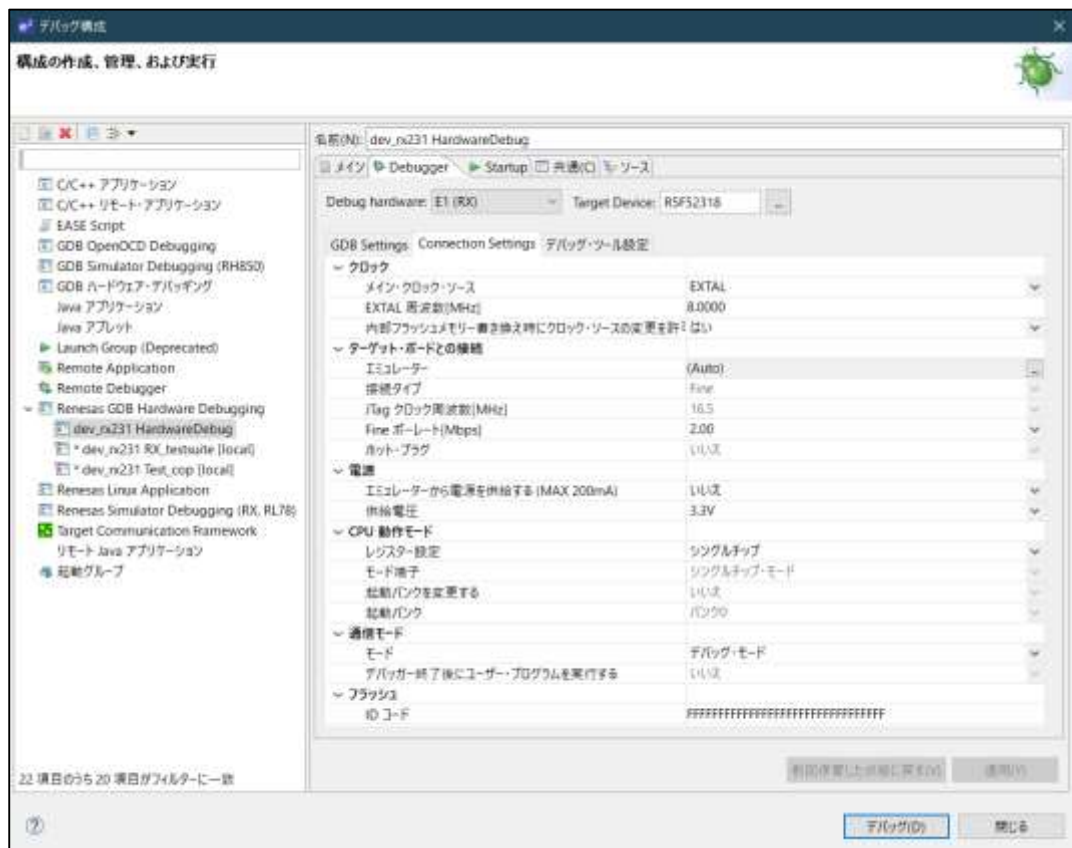 デバッグ構成
構成の作成、管理、および実行
名前(N): dev_rx231 HardwareDebug
メイン Debugger Startup 共通(C) ソース
Debug hardware: E1 (RX) Target Device: R5F52318 ...
GDB Settings Connection Settings デバッグ・ツール設定
C/C++ アプリケーション
C/C++ リモート・アプリケーション
EASE Script
GDB OpenOCD Debugging
GDB Simulator Debugging (RH850)
GDB ハードウェア・デバッギング
Java アプリケーション
Java アプレット
Launch Group (Deprecated)
Remote Application
Remote Debugger
Renesas GDB Hardware Debugging
dev_rx231 HardwareDebug
* dev_rx231 RX_testsuite [local]
* dev_rx231 Test_cop [local]
Renesas Linux Application
Renesas Simulator Debugging (RX, RL78)
Target Communication Framework
リモート Java アプリケーション
起動グループ
22 項目のうち 20 項目がフィルターに一致
クロック
メイン・クロック・ソース EXTAL
EXTAL 周波数[MHz] 8.0000
内部フラッシュメモリー書き換え時にクロック・ソースの変更を許 はい
ターゲット・ボードとの接続
エミュレーター (Auto) ...
接続タイプ Fine
JTag クロック周波数[MHz] 16.5
Fine ボーレート(Mbps) 2.00
ホット・プラグ いいえ
電源
エミュレーターから電源を供給する (MAX 200mA) いいえ
供給電圧 3.3V
CPU 動作モード
レジスター設定 シングルチップ
モード端子 シングルチップ・モード
起動バンクを変更する いいえ
起動バンク バンク0
通信モード
モード デバッグ・モード
デバッガー終了後にユーザー・プログラムを実行する いいえ
フラッシュ
ID コード FFFFFFFFFFFFFFFFFFFFFFFFFFFFFFFF
前回保管した状態に戻す(V) 適用(Y)
デバッグ(D) 閉じる